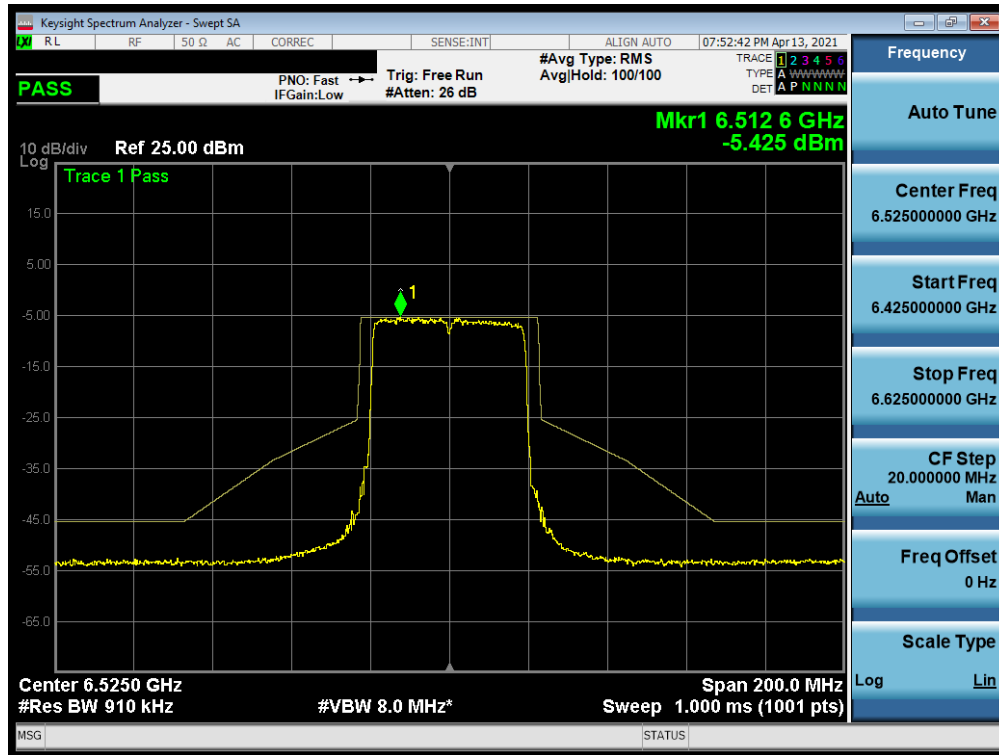 Keysight Spectrum Analyzer - Swept SA
LXI RL RF 50 Ω AC CORREC SENSE:INT ALIGN AUTO 07:52:42 PM Apr 13, 2021
PASS
PNO: Fast
IFGain:Low
Trig: Free Run
#Atten: 26 dB
#Avg Type: RMS
Avg|Hold: 100/100
TRACE 1 2 3 4 5 6
TYPE A WWWWW
DET A P N N N N
Mkr1 6.512 6 GHz
-5.425 dBm
10 dB/div Ref 25.00 dBm
Log
Trace 1 Pass
1
15.0
5.00
-5.00
-15.0
-25.0
-35.0
-45.0
-55.0
-65.0
Center 6.5250 GHz Span 200.0 MHz
#Res BW 910 kHz #VBW 8.0 MHz* Sweep 1.000 ms (1001 pts)
MSG STATUS
Frequency
Auto Tune
Center Freq
6.525000000 GHz
Start Freq
6.425000000 GHz
Stop Freq
6.625000000 GHz
CF Step
20.000000 MHz
Auto Man
Freq Offset
0 Hz
Scale Type
Log Lin